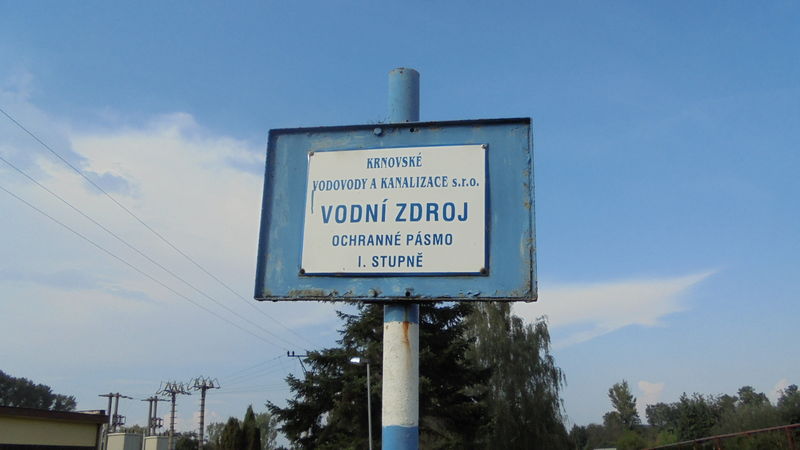 KRNOVSKÉ
VODOVODY A KANALIZACE s.r.o.
VODNÍ ZDROJ
OCHRANNÉ PÁSMO
I. STUPNĚ